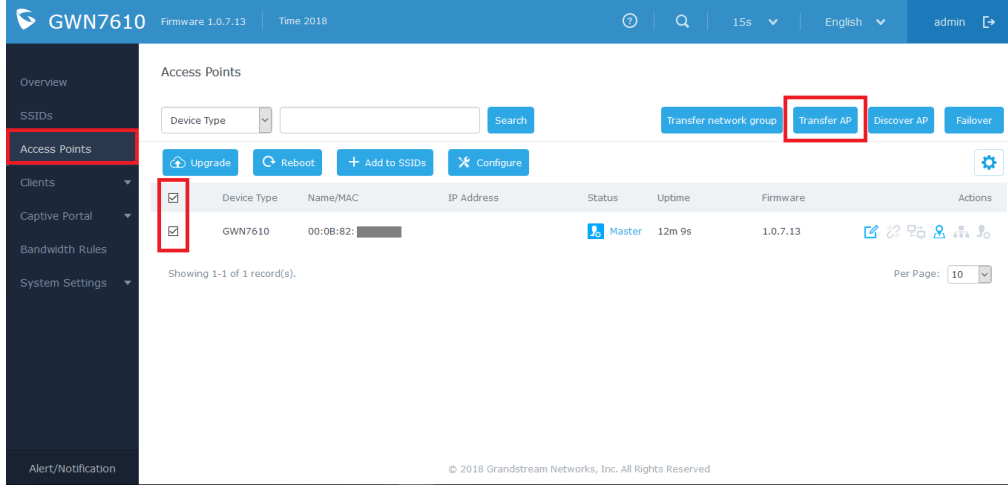 GWN7610 Firmware 1.0.7.13 Time 2018 15s English admin
Overview
SSIDs
Access Points
Clients
Captive Portal
Bandwidth Rules
System Settings
Alert/Notification
Access Points
Device Type Search Transfer network group Transfer AP Discover AP Failover
Upgrade Reboot + Add to SSIDs Configure
Device Type Name/MAC IP Address Status Uptime Firmware Actions
GWN7610 00:0B:82: Master 12m 9s 1.0.7.13
Showing 1-1 of 1 record(s). Per Page: 10
© 2018 Grandstream Networks, Inc. All Rights Reserved